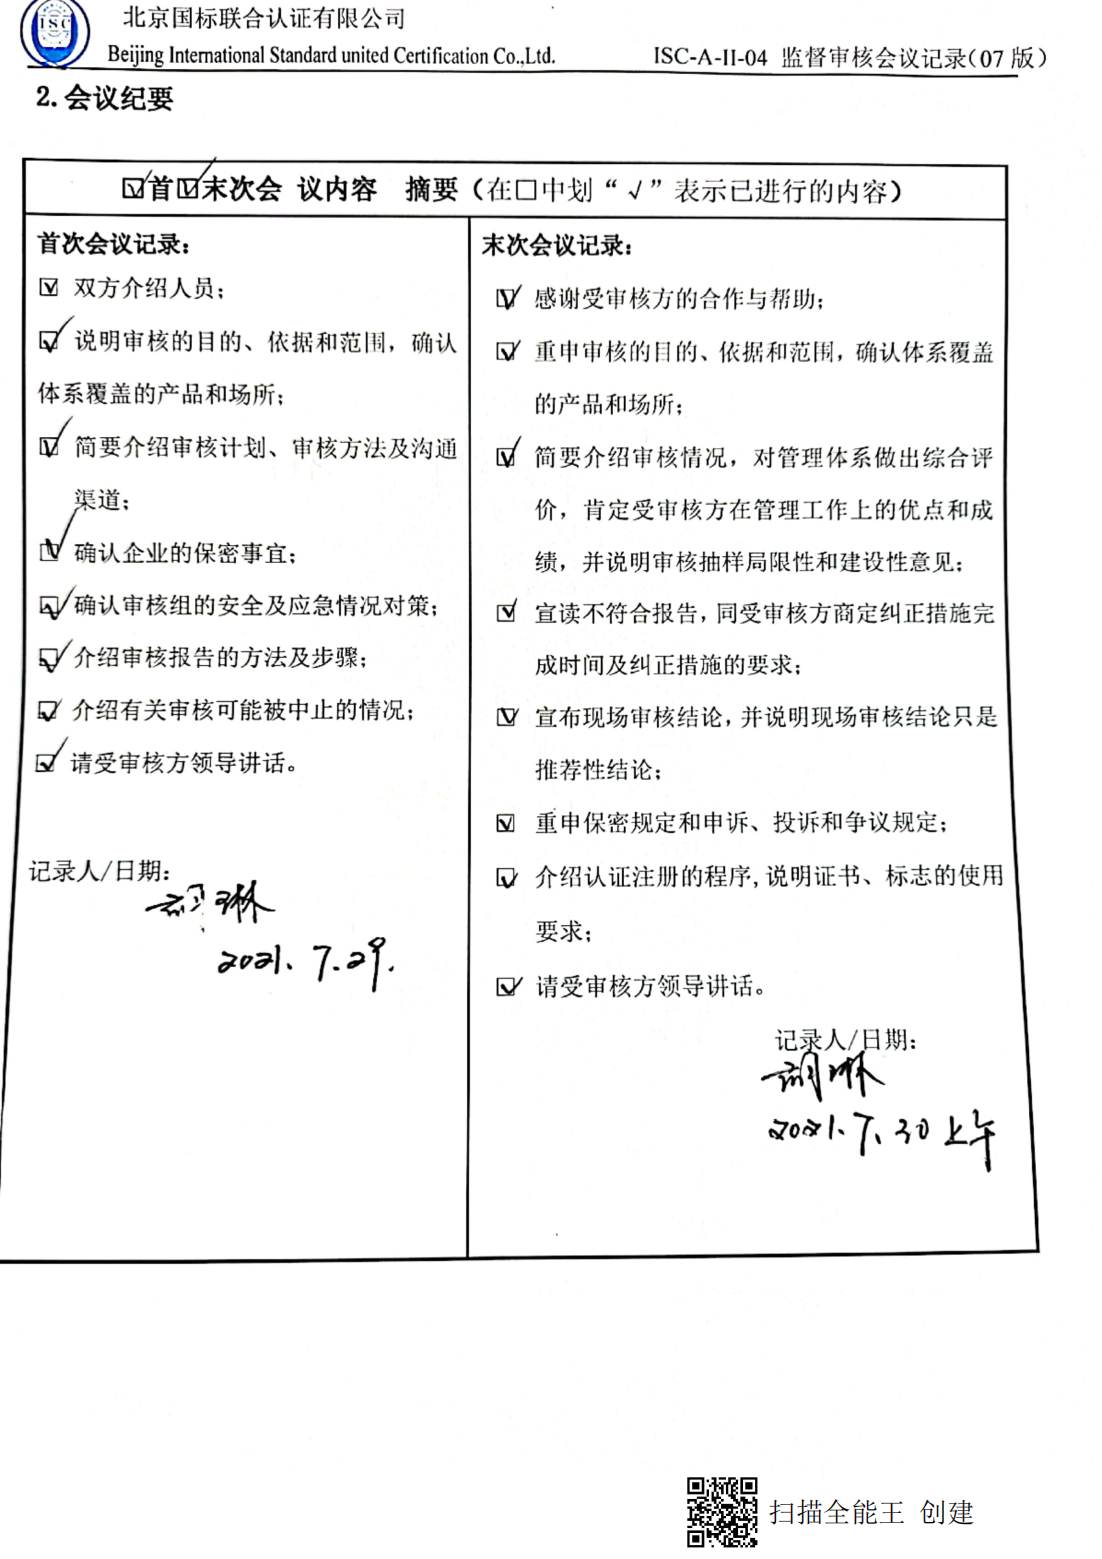 ISC
北京国标联合认证有限公司
Beijing International Standard united Certification Co.,Ltd.
ISC-A-II-04 监督审核会议记录(07 版)
2. 会议纪要
☑首☑末次会 议内容 摘要（在□中划“√”表示已进行的内容）
首次会议记录：
☑ 双方介绍人员；
☑ 说明审核的目的、依据和范围，确认
体系覆盖的产品和场所；
☑ 简要介绍审核计划、审核方法及沟通
渠道；
☑ 确认企业的保密事宜；
☑ 确认审核组的安全及应急情况对策；
☑ 介绍审核报告的方法及步骤；
☑ 介绍有关审核可能被中止的情况；
☑ 请受审核方领导讲话。
记录人/日期：
胡琳
2021. 7.29.
末次会议记录：
☑ 感谢受审核方的合作与帮助；
☑ 重申审核的目的、依据和范围，确认体系覆盖
的产品和场所；
☑ 简要介绍审核情况，对管理体系做出综合评
价，肯定受审核方在管理工作上的优点和成
绩，并说明审核抽样局限性和建设性意见；
☑ 宣读不符合报告，同受审核方商定纠正措施完
成时间及纠正措施的要求；
☑ 宣布现场审核结论，并说明现场审核结论只是
推荐性结论；
☑ 重申保密规定和申诉、投诉和争议规定；
☑ 介绍认证注册的程序,说明证书、标志的使用
要求；
☑ 请受审核方领导讲话。
记录人/日期：
胡琳
2021. 7. 30 上午
扫描全能王 创建